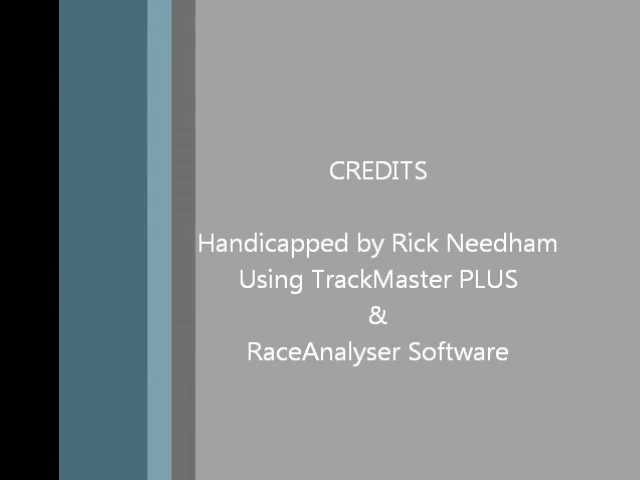 CREDITS
Handicapped by Rick Needham
Using TrackMaster PLUS
&
RaceAnalyser Software